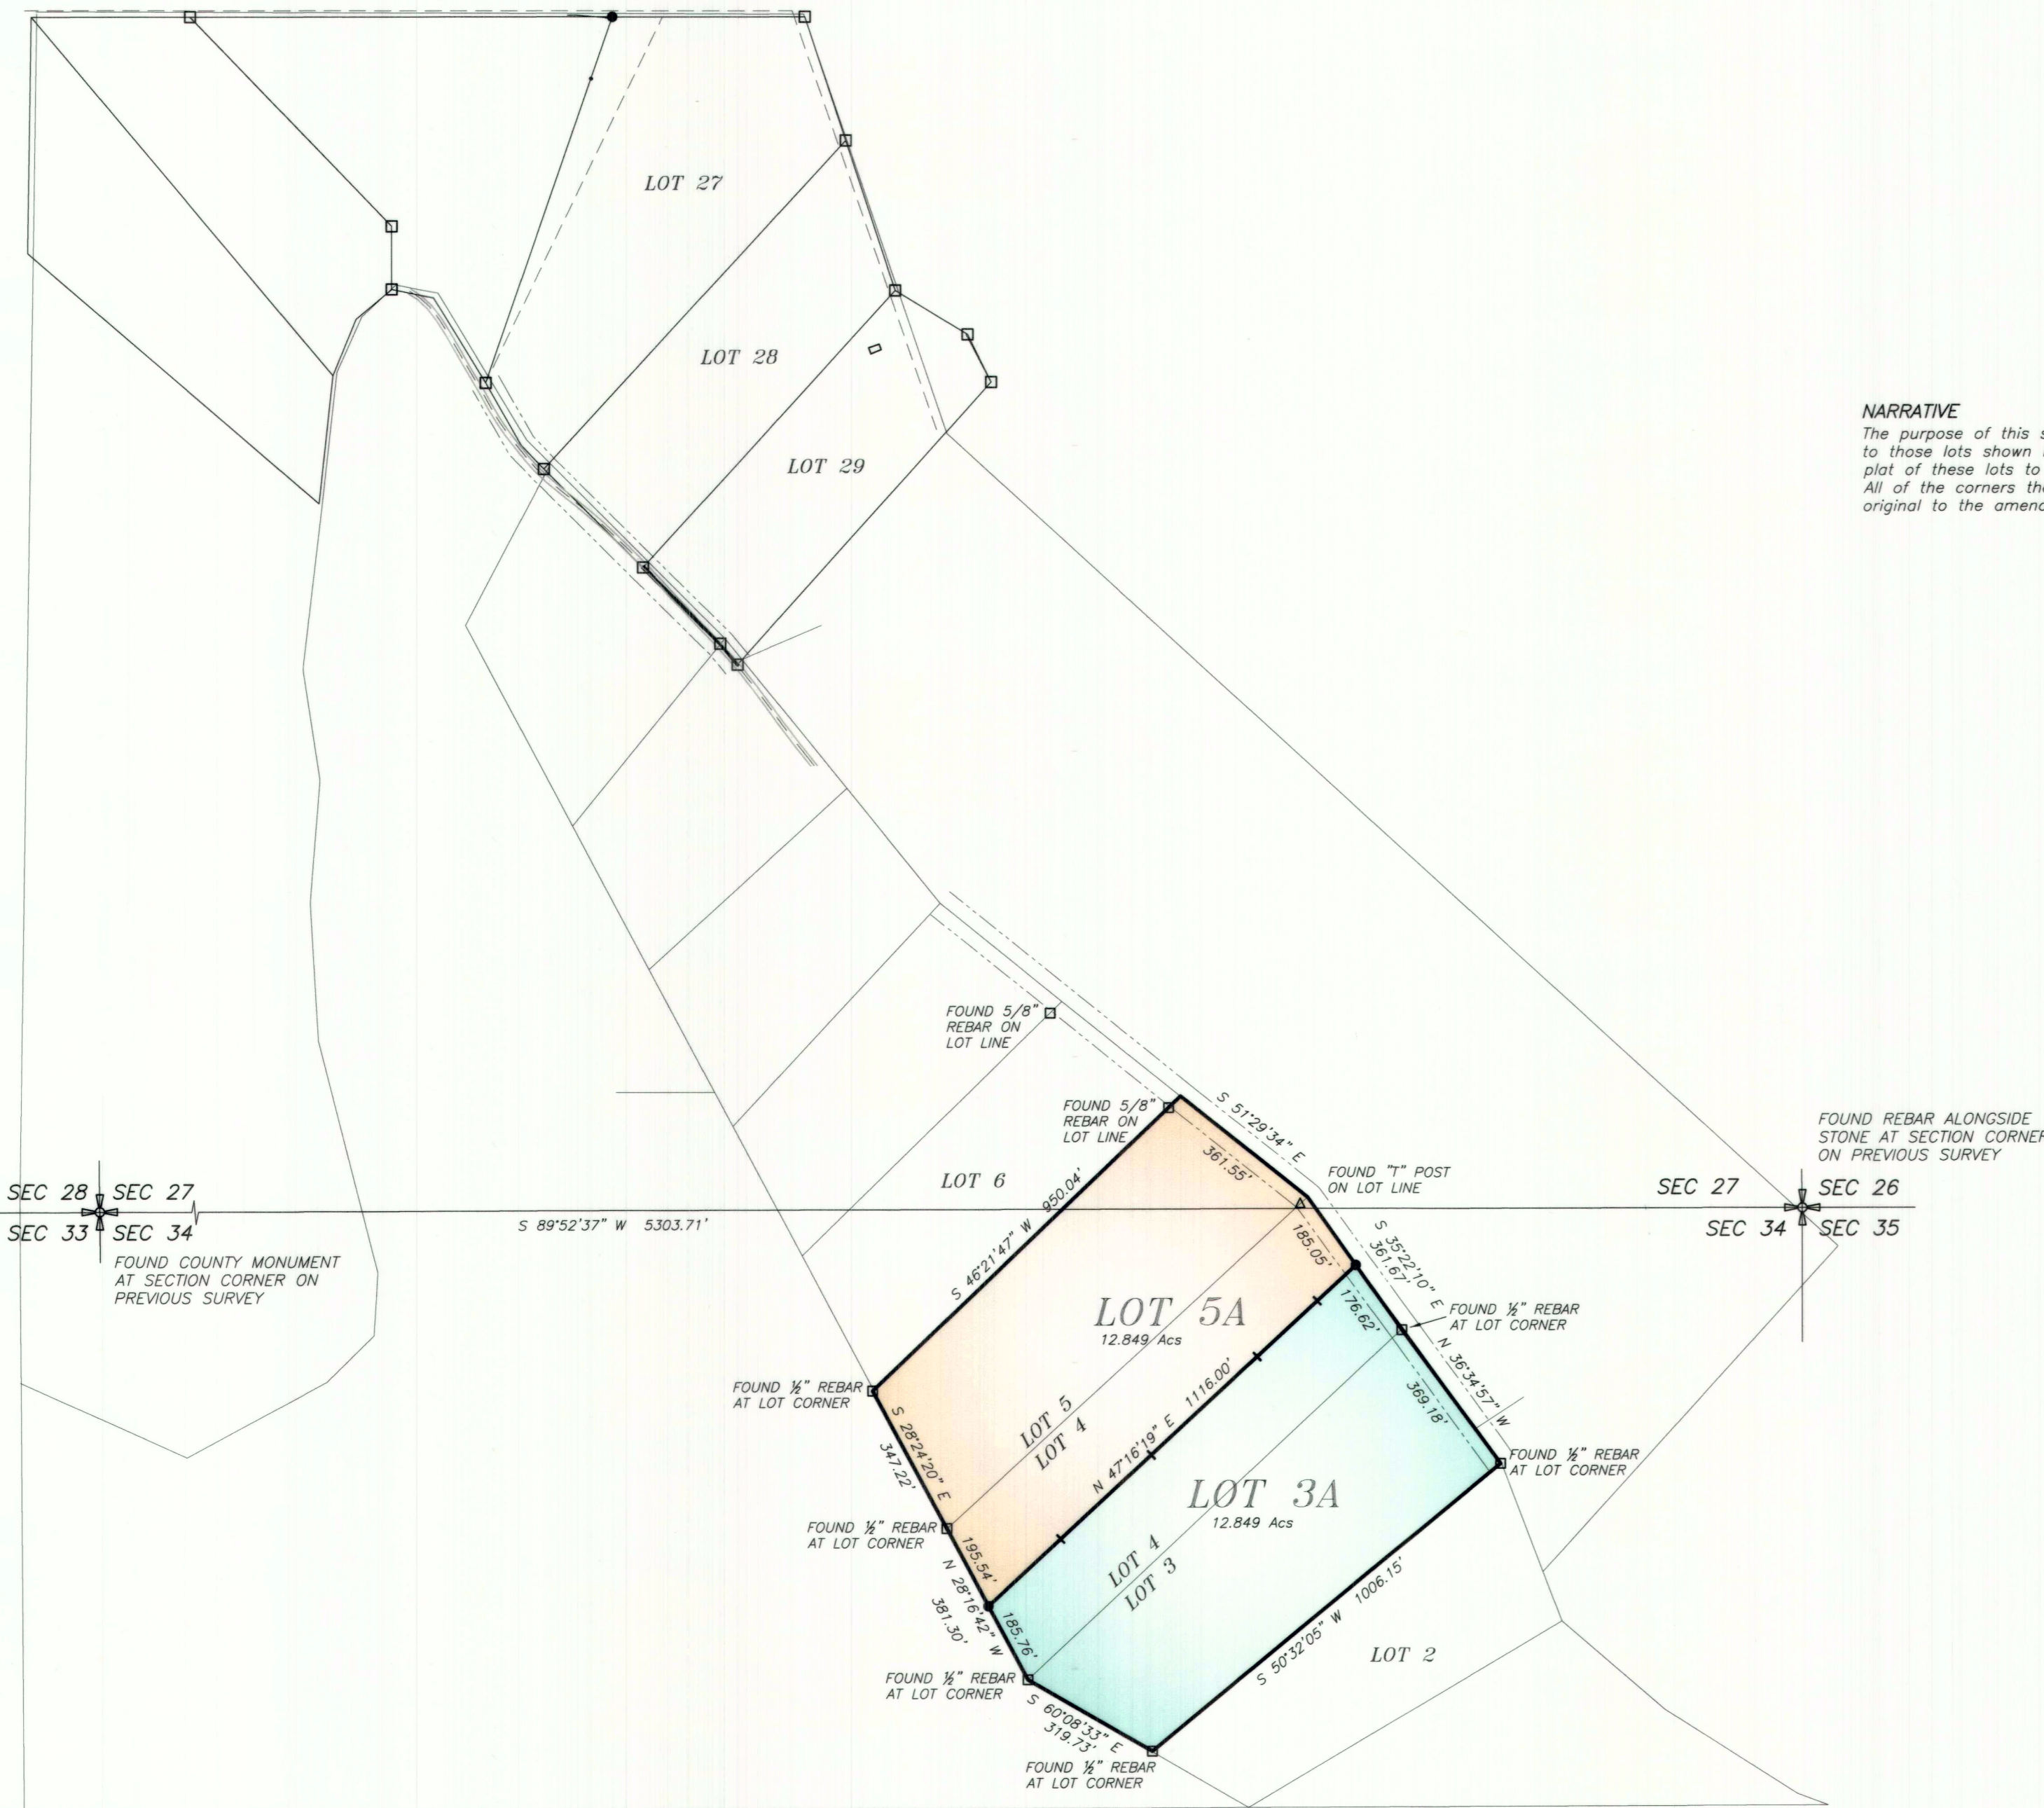 LOT 27
LOT 28
LOT 29
NARRATIVE
The purpose of this
to those lots shown
plat of these lots to
All of the corners
original to the
FOUND 5/8"
REBAR ON
LOT LINE
FOUND 5/8"
REBAR ON
LOT LINE
S 51°29'34" E
361.55'
FOUND "T" POST
ON LOT LINE
FOUND REBAR ALONGSIDE
STONE AT SECTION CORNER
ON PREVIOUS SURVEY
LOT 6
SEC 28 SEC 27
SEC 33 SEC 34
FOUND COUNTY MONUMENT
AT SECTION CORNER ON
PREVIOUS SURVEY
S 89°52'37" W 5303.71'
SEC 27 SEC 26
SEC 34 SEC 35
S 46°21'47" W 950.04'
185.05'
S 35°22'10" E
361.67'
176.62'
LOT 5A
12.849 Acs
FOUND ½" REBAR
AT LOT CORNER
N 36°34'57" W
369.18'
FOUND ½" REBAR
AT LOT CORNER
S 28°24'20" E
347.22'
LOT 5
LOT 4
N 47°16'19" E 1116.00'
FOUND ½" REBAR
AT LOT CORNER
LOT 3A
12.849 Acs
FOUND ½" REBAR
AT LOT CORNER
195.54'
N 28°16'42" W
381.30'
185.76'
LOT 4
LOT 3
S 50°32'05" W 1006.15'
LOT 2
FOUND ½" REBAR
AT LOT CORNER
S 60°08'33" E
319.73'
FOUND ½" REBAR
AT LOT CORNER